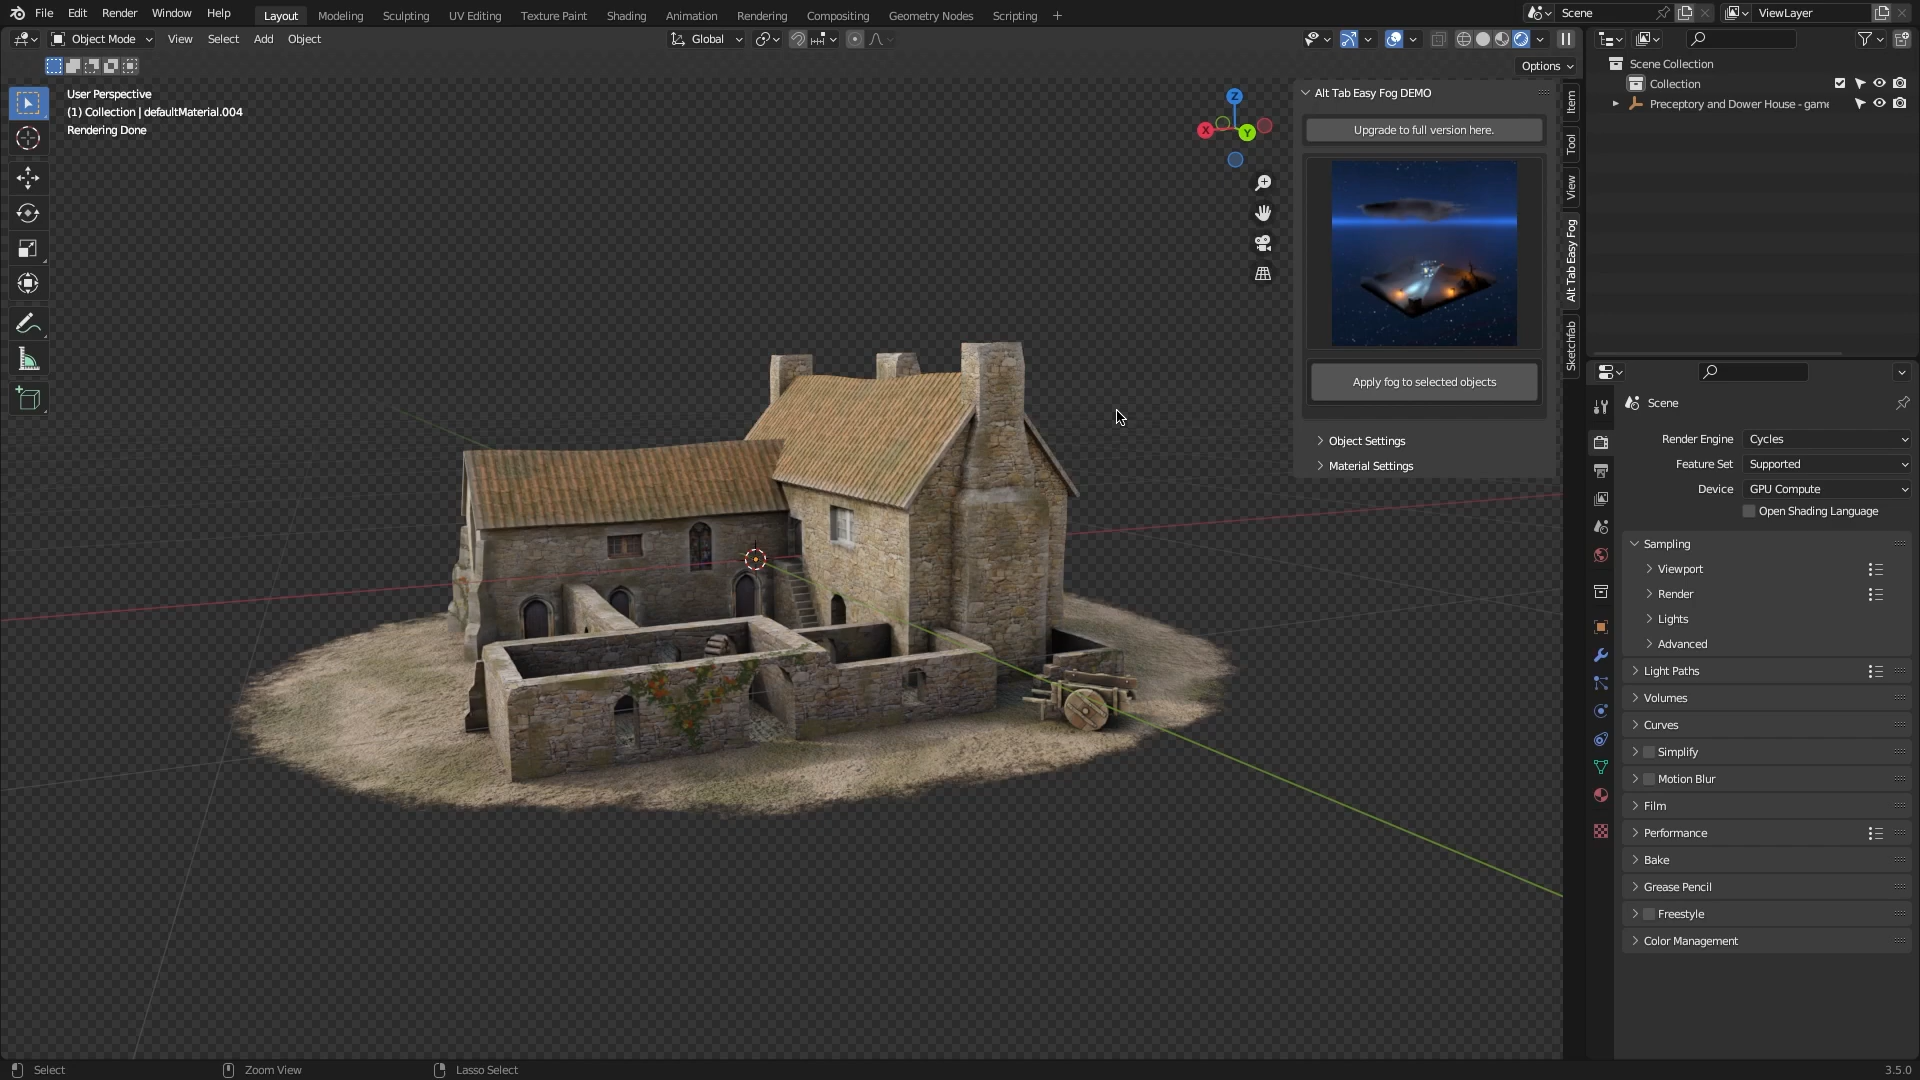 File Edit Render Window Help Layout Modeling Sculpting UV Editing Texture Paint Shading Animation Rendering Compositing Geometry Nodes Scripting + Scene ViewLayer
Object Mode View Select Add Object Global
Options
User Perspective
(1) Collection | defaultMaterial.004
Rendering Done
Z
X
Y
Alt Tab Easy Fog DEMO
Upgrade to full version here.
Apply fog to selected objects
Object Settings
Material Settings
Item
Tool
View
Alt Tab Easy Fog
Sketchfab
Scene Collection
Collection
Preceptory and Dower House - game
Scene
Render Engine Cycles
Feature Set Supported
Device GPU Compute
Open Shading Language
Sampling
Viewport
Render
Lights
Advanced
Light Paths
Volumes
Curves
Simplify
Motion Blur
Film
Performance
Bake
Grease Pencil
Freestyle
Color Management
Select Zoom View Lasso Select 3.5.0